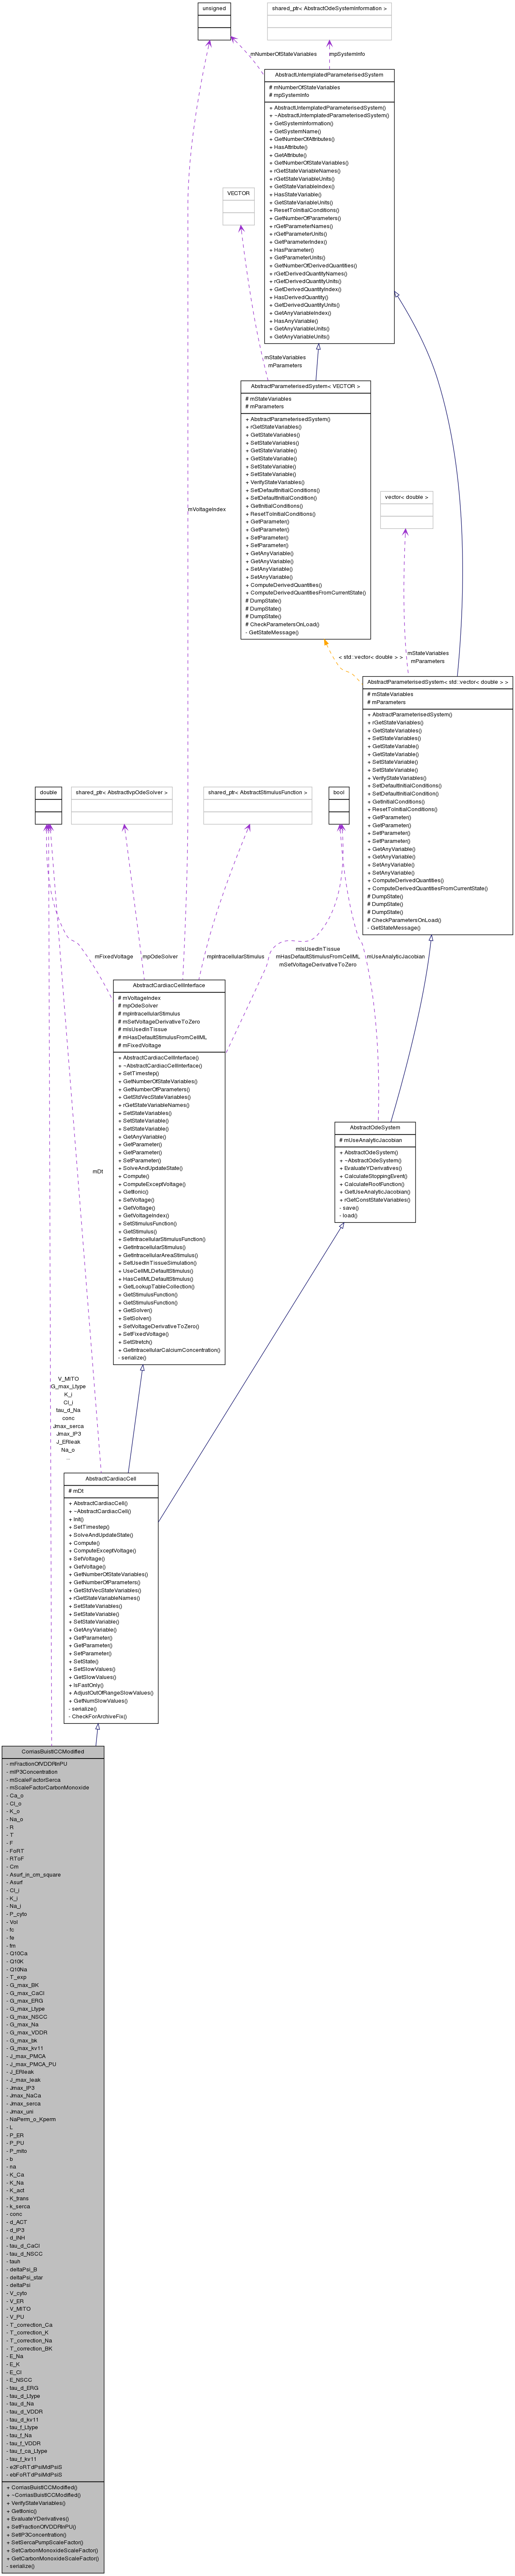 unsigned
shared_ptr< AbstractOdeSystemInformation >
mNumberOfStateVariables
mpSystemInfo
AbstractUntemplatedParameterisedSystem
# mNumberOfStateVariables
# mpSystemInfo
+ AbstractUntemplatedParameterisedSystem()
+ ~AbstractUntemplatedParameterisedSystem()
+ GetSystemInformation()
+ GetSystemName()
+ GetNumberOfAttributes()
+ HasAttribute()
+ GetAttribute()
+ GetNumberOfStateVariables()
+ rGetStateVariableNames()
+ rGetStateVariableUnits()
+ GetStateVariableIndex()
+ HasStateVariable()
+ GetStateVariableUnits()
+ ResetToInitialConditions()
+ GetNumberOfParameters()
+ rGetParameterNames()
+ rGetParameterUnits()
+ GetParameterIndex()
+ HasParameter()
+ GetParameterUnits()
+ GetNumberOfDerivedQuantities()
+ rGetDerivedQuantityNames()
+ rGetDerivedQuantityUnits()
+ GetDerivedQuantityIndex()
+ HasDerivedQuantity()
+ GetDerivedQuantityUnits()
+ GetAnyVariableIndex()
+ HasAnyVariable()
+ GetAnyVariableUnits()
+ GetAnyVariableUnits()
VECTOR
mStateVariables
mParameters
AbstractParameterisedSystem< VECTOR >
# mStateVariables
# mParameters
+ AbstractParameterisedSystem()
+ rGetStateVariables()
+ GetStateVariables()
+ SetStateVariables()
+ GetStateVariable()
+ GetStateVariable()
+ SetStateVariable()
+ SetStateVariable()
+ VerifyStateVariables()
+ SetDefaultInitialConditions()
+ SetDefaultInitialCondition()
+ GetInitialConditions()
+ ResetToInitialConditions()
+ GetParameter()
+ GetParameter()
+ SetParameter()
+ SetParameter()
+ GetAnyVariable()
+ GetAnyVariable()
+ SetAnyVariable()
+ SetAnyVariable()
+ ComputeDerivedQuantities()
+ ComputeDerivedQuantitiesFromCurrentState()
# DumpState()
# DumpState()
# DumpState()
# CheckParametersOnLoad()
- GetStateMessage()
vector< double >
mVoltageIndex
< std::vector< double > >
mStateVariables
mParameters
AbstractParameterisedSystem< std::vector< double > >
# mStateVariables
# mParameters
+ AbstractParameterisedSystem()
+ rGetStateVariables()
+ GetStateVariables()
+ SetStateVariables()
+ GetStateVariable()
+ GetStateVariable()
+ SetStateVariable()
+ SetStateVariable()
+ VerifyStateVariables()
+ SetDefaultInitialConditions()
+ SetDefaultInitialCondition()
+ GetInitialConditions()
+ ResetToInitialConditions()
+ GetParameter()
+ GetParameter()
+ SetParameter()
+ SetParameter()
+ GetAnyVariable()
+ GetAnyVariable()
+ SetAnyVariable()
+ SetAnyVariable()
+ ComputeDerivedQuantities()
+ ComputeDerivedQuantitiesFromCurrentState()
# DumpState()
# DumpState()
# DumpState()
# CheckParametersOnLoad()
- GetStateMessage()
double
shared_ptr< AbstractIvpOdeSolver >
shared_ptr< AbstractStimulusFunction >
bool
mFixedVoltage
mpOdeSolver
mpIntracellularStimulus
mIsUsedInTissue
mHasDefaultStimulusFromCellML
mSetVoltageDerivativeToZero
mUseAnalyticJacobian
AbstractCardiacCellInterface
# mVoltageIndex
# mpOdeSolver
# mpIntracellularStimulus
# mSetVoltageDerivativeToZero
# mIsUsedInTissue
# mHasDefaultStimulusFromCellML
# mFixedVoltage
+ AbstractCardiacCellInterface()
+ ~AbstractCardiacCellInterface()
+ SetTimestep()
+ GetNumberOfStateVariables()
+ GetNumberOfParameters()
+ GetStdVecStateVariables()
+ rGetStateVariableNames()
+ SetStateVariables()
+ SetStateVariable()
+ SetStateVariable()
+ GetAnyVariable()
+ GetParameter()
+ GetParameter()
+ SetParameter()
+ SolveAndUpdateState()
+ Compute()
+ ComputeExceptVoltage()
+ GetIIonic()
+ SetVoltage()
+ GetVoltage()
+ GetVoltageIndex()
+ SetStimulusFunction()
+ GetStimulus()
+ SetIntracellularStimulusFunction()
+ GetIntracellularStimulus()
+ GetIntracellularAreaStimulus()
+ SetUsedInTissueSimulation()
+ UseCellMLDefaultStimulus()
+ HasCellMLDefaultStimulus()
+ GetLookupTableCollection()
+ GetStimulusFunction()
+ GetStimulusFunction()
+ GetSolver()
+ SetSolver()
+ SetVoltageDerivativeToZero()
+ SetFixedVoltage()
+ SetStretch()
+ GetIntracellularCalciumConcentration()
- serialize()
AbstractOdeSystem
# mUseAnalyticJacobian
+ AbstractOdeSystem()
+ ~AbstractOdeSystem()
+ EvaluateYDerivatives()
+ CalculateStoppingEvent()
+ CalculateRootFunction()
+ GetUseAnalyticJacobian()
+ rGetConstStateVariables()
- save()
- load()
mDt
V_MITO
G_max_Ltype
K_i
Cl_i
tau_d_Na
conc
Jmax_serca
Jmax_IP3
J_ERleak
Na_o
...
AbstractCardiacCell
# mDt
+ AbstractCardiacCell()
+ ~AbstractCardiacCell()
+ Init()
+ SetTimestep()
+ SolveAndUpdateState()
+ Compute()
+ ComputeExceptVoltage()
+ SetVoltage()
+ GetVoltage()
+ GetNumberOfStateVariables()
+ GetNumberOfParameters()
+ GetStdVecStateVariables()
+ rGetStateVariableNames()
+ SetStateVariables()
+ SetStateVariable()
+ SetStateVariable()
+ GetAnyVariable()
+ GetParameter()
+ GetParameter()
+ SetParameter()
+ SetState()
+ SetSlowValues()
+ GetSlowValues()
+ IsFastOnly()
+ AdjustOutOfRangeSlowValues()
+ GetNumSlowValues()
- serialize()
- CheckForArchiveFix()
CorriasBuistICCModified
- mFractionOfVDDRInPU
- mIP3Concentration
- mScaleFactorSerca
- mScaleFactorCarbonMonoxide
- Ca_o
- Cl_o
- K_o
- Na_o
- R
- T
- F
- FoRT
- RToF
- Cm
- Asurf_in_cm_square
- Asurf
- Cl_i
- K_i
- Na_i
- P_cyto
- Vol
- fc
- fe
- fm
- Q10Ca
- Q10K
- Q10Na
- T_exp
- G_max_BK
- G_max_CaCl
- G_max_ERG
- G_max_Ltype
- G_max_NSCC
- G_max_Na
- G_max_VDDR
- G_max_bk
- G_max_kv11
- J_max_PMCA
- J_max_PMCA_PU
- J_ERleak
- J_max_leak
- Jmax_IP3
- Jmax_NaCa
- Jmax_serca
- Jmax_uni
- NaPerm_o_Kperm
- L
- P_ER
- P_PU
- P_mito
- b
- na
- K_Ca
- K_Na
- K_act
- K_trans
- k_serca
- conc
- d_ACT
- d_IP3
- d_INH
- tau_d_CaCl
- tau_d_NSCC
- tauh
- deltaPsi_B
- deltaPsi_star
- deltaPsi
- V_cyto
- V_ER
- V_MITO
- V_PU
- T_correction_Ca
- T_correction_K
- T_correction_Na
- T_correction_BK
- E_Na
- E_K
- E_Cl
- E_NSCC
- tau_d_ERG
- tau_d_Ltype
- tau_d_Na
- tau_d_VDDR
- tau_d_kv11
- tau_f_Ltype
- tau_f_Na
- tau_f_VDDR
- tau_f_ca_Ltype
- tau_f_kv11
- e2FoRTdPsiMdPsiS
- ebFoRTdPsiMdPsiS
+ CorriasBuistICCModified()
+ ~CorriasBuistICCModified()
+ VerifyStateVariables()
+ GetIIonic()
+ EvaluateYDerivatives()
+ SetFractionOfVDDRInPU()
+ SetIP3Concentration()
+ SetSercaPumpScaleFactor()
+ SetCarbonMonoxideScaleFactor()
+ GetCarbonMonoxideScaleFactor()
- serialize()